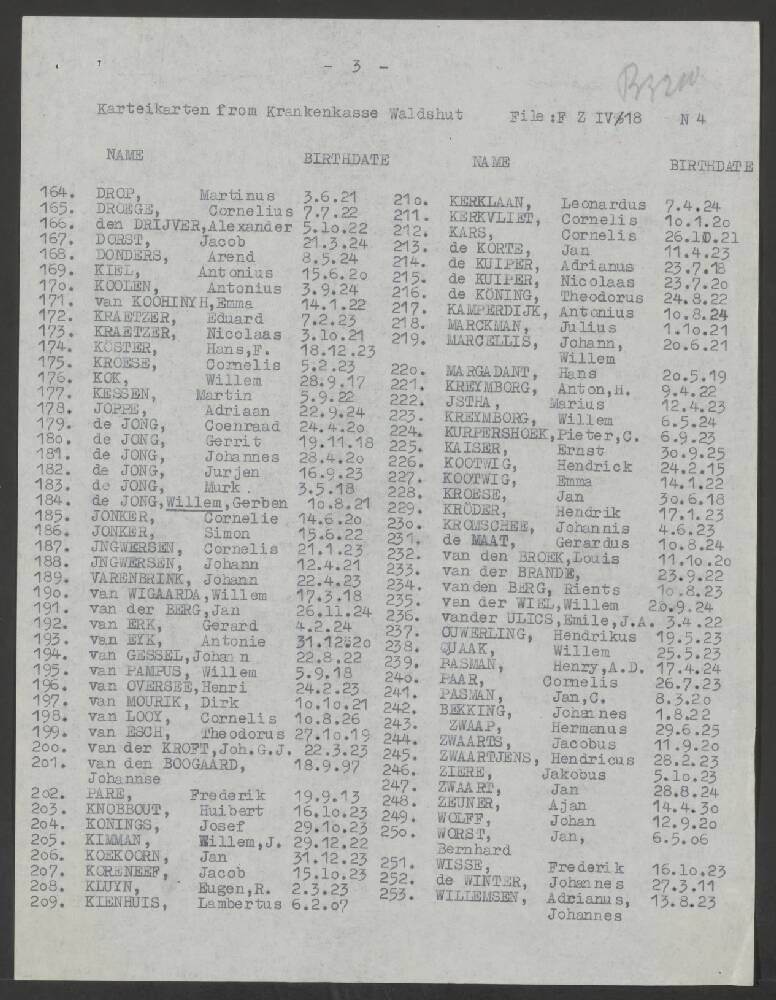 - 3 -
Karteikarten from Krankenkasse Waldshut File:F Z IV/618 N 4
NAME BIRTHDATE NAME BIRTHDATE
164. DROP, Martinus 3.6.21
165. DROEGE, Cornelius 7.7.22
166. den DRIJVER,Alexander 5.1o.22
167. DORST, Jacob 21.3.24
168. DONDERS, Arend 8.5.24
169. KIEL, Antonius 15.6.2o
17o. KOOLEN, Antonius 3.9.24
171. van KOOHINYH,Emma 14.1.22
172. KRAETZER, Eduard 7.2.23
173. KRAETZER, Nicolaas 3.1o.21
174. KOSTER, Hans,F. 18.12.23
175. KROESE, Cornelis 5.2.23
176. KOK, Willem 28.9.17
177. KESSEN, Martin 5.9.22
178. JOPPE, Adriaan 22.9.24
179. de JONG, Coenraad 24.4.2o
18o. de JONG, Gerrit 19.11.18
181. de JONG, Johannes 28.4.2o
182. de JONG, Jurjen 16.9.23
183. de JONG, Murk. 3.5.18
184. de JONG,Willem,Gerben 1o.8.21
185. JONKER, Cornelie 14.6.2o
186. JONKER, Simon 15.6.22
187. JNGWERSEN, Cornelis 21.1.23
188. JNGWERSEN, Johann 12.4.21
189. VARENBRINK, Johann 22.4.23
19o. van WIGAARDA,Willem 17.3.18
191. van der BERG,Jan 26.11.24
192. van ERK, Gerard 4.2.24
193. van EYK, Antonie 31.12.2o
194. van GESSEL,Johann 22.8.22
195. van PAMPUS, Willem 5.9.18
196. van OVERSEE,Henri 24.2.23
197. van MOURIK, Dirk 1o.1o.21
198. van LOOY, Cornelis 1o.8.26
199. van ESCH, Theodorus 27.1o.19
2oo. van der KROFT,Joh.G.J. 22.3.23
2o1. van den BOOGAARD, 18.9.97
Johannse
2o2. PARE, Frederik 19.9.13
2o3. KNOBBOUT, Huibert 16.1o.23
2o4. KONINGS, Josef 29.1o.23
2o5. KIMMAN, Willem,J. 29.12.22
2o6. KOEKOORN, Jan 31.12.23
2o7. KORENEEF, Jacob 15.1o.23
2o8. KLUYN, Eugen,R. 2.3.23
2o9. KIENHUIS, Lambertus 6.2.o7
21o. KERKLAAN, Leonardus 7.4.24
211. KERKVLIET, Cornelis 1o.1.2o
212. KARS, Cornelis 26.10.21
213. de KORTE, Jan 11.4.23
214. de KUIPER, Adrianus 23.7.18
215. de KUIPER, Nicolaas 23.7.2o
216. de KÖNING, Theodorus 24.8.22
217. KAMPERDIJK, Antonius 1o.8.24
218. MARCKMAN, Julius 1.1o.21
219. MARCELLIS, Johann, 2o.6.21
Willem
22o. MARGADANT, Hans 2o.5.19
221. KREYMBORG, Anton,H. 9.4.22
222. JSTHA, Marius 12.4.23
223. KREYMBORG, Willem 6.5.24
224. KURPERSHOEK,Pieter,C. 6.9.23
225. KAISER, Ernst 3o.9.25
226. KOOTWIG, Hendrick 24.2.15
227. KOOTWIG, Emma 14.1.22
228. KROESE, Jan 3o.6.18
229. KRÖDER, Hendrik 17.1.23
23o. KROMSCHEE, Johannis 4.6.23
231. de MAAT, Gerardus 1o.8.24
232. van den BROEK,Louis 11.1o.2o
233. van der BRANDE, 23.9.22
234. vanden BERG, Rients 1o.8.23
235. van der WIEL,Willem 2o.9.24
236. vander ULICS,Emile,J.A. 3.4.22
237. OUWERLING, Hendrikus 19.5.23
238. QUAAK, Willem 25.5.23
239. RASMAN, Henry,A.D. 17.4.24
24o. PAAR, Cornelis 26.7.23
241. PASMAN, Jan,C. 8.3.2o
242. BEKKING, Johannes 1.8.22
243. ZWAAP, Hermanus 29.6.25
244. ZWAARTS, Jacobus 11.9.2o
245. ZWAARTJENS, Hendricus 28.2.23
246. ZIERE, Jakobus 5.1o.23
247. ZWAART, Jan 28.8.24
248. ZEUNER, Ajan 14.4.3o
249. WOLFF, Johan 12.9.2o
25o. WORST, Jan, 6.5.o6
Bernhard
251. WISSE, Frederik 16.1o.23
252. de WINTER, Johannes 27.3.11
253. WILLEMSEN, Adrianus, 13.8.23
Johannes